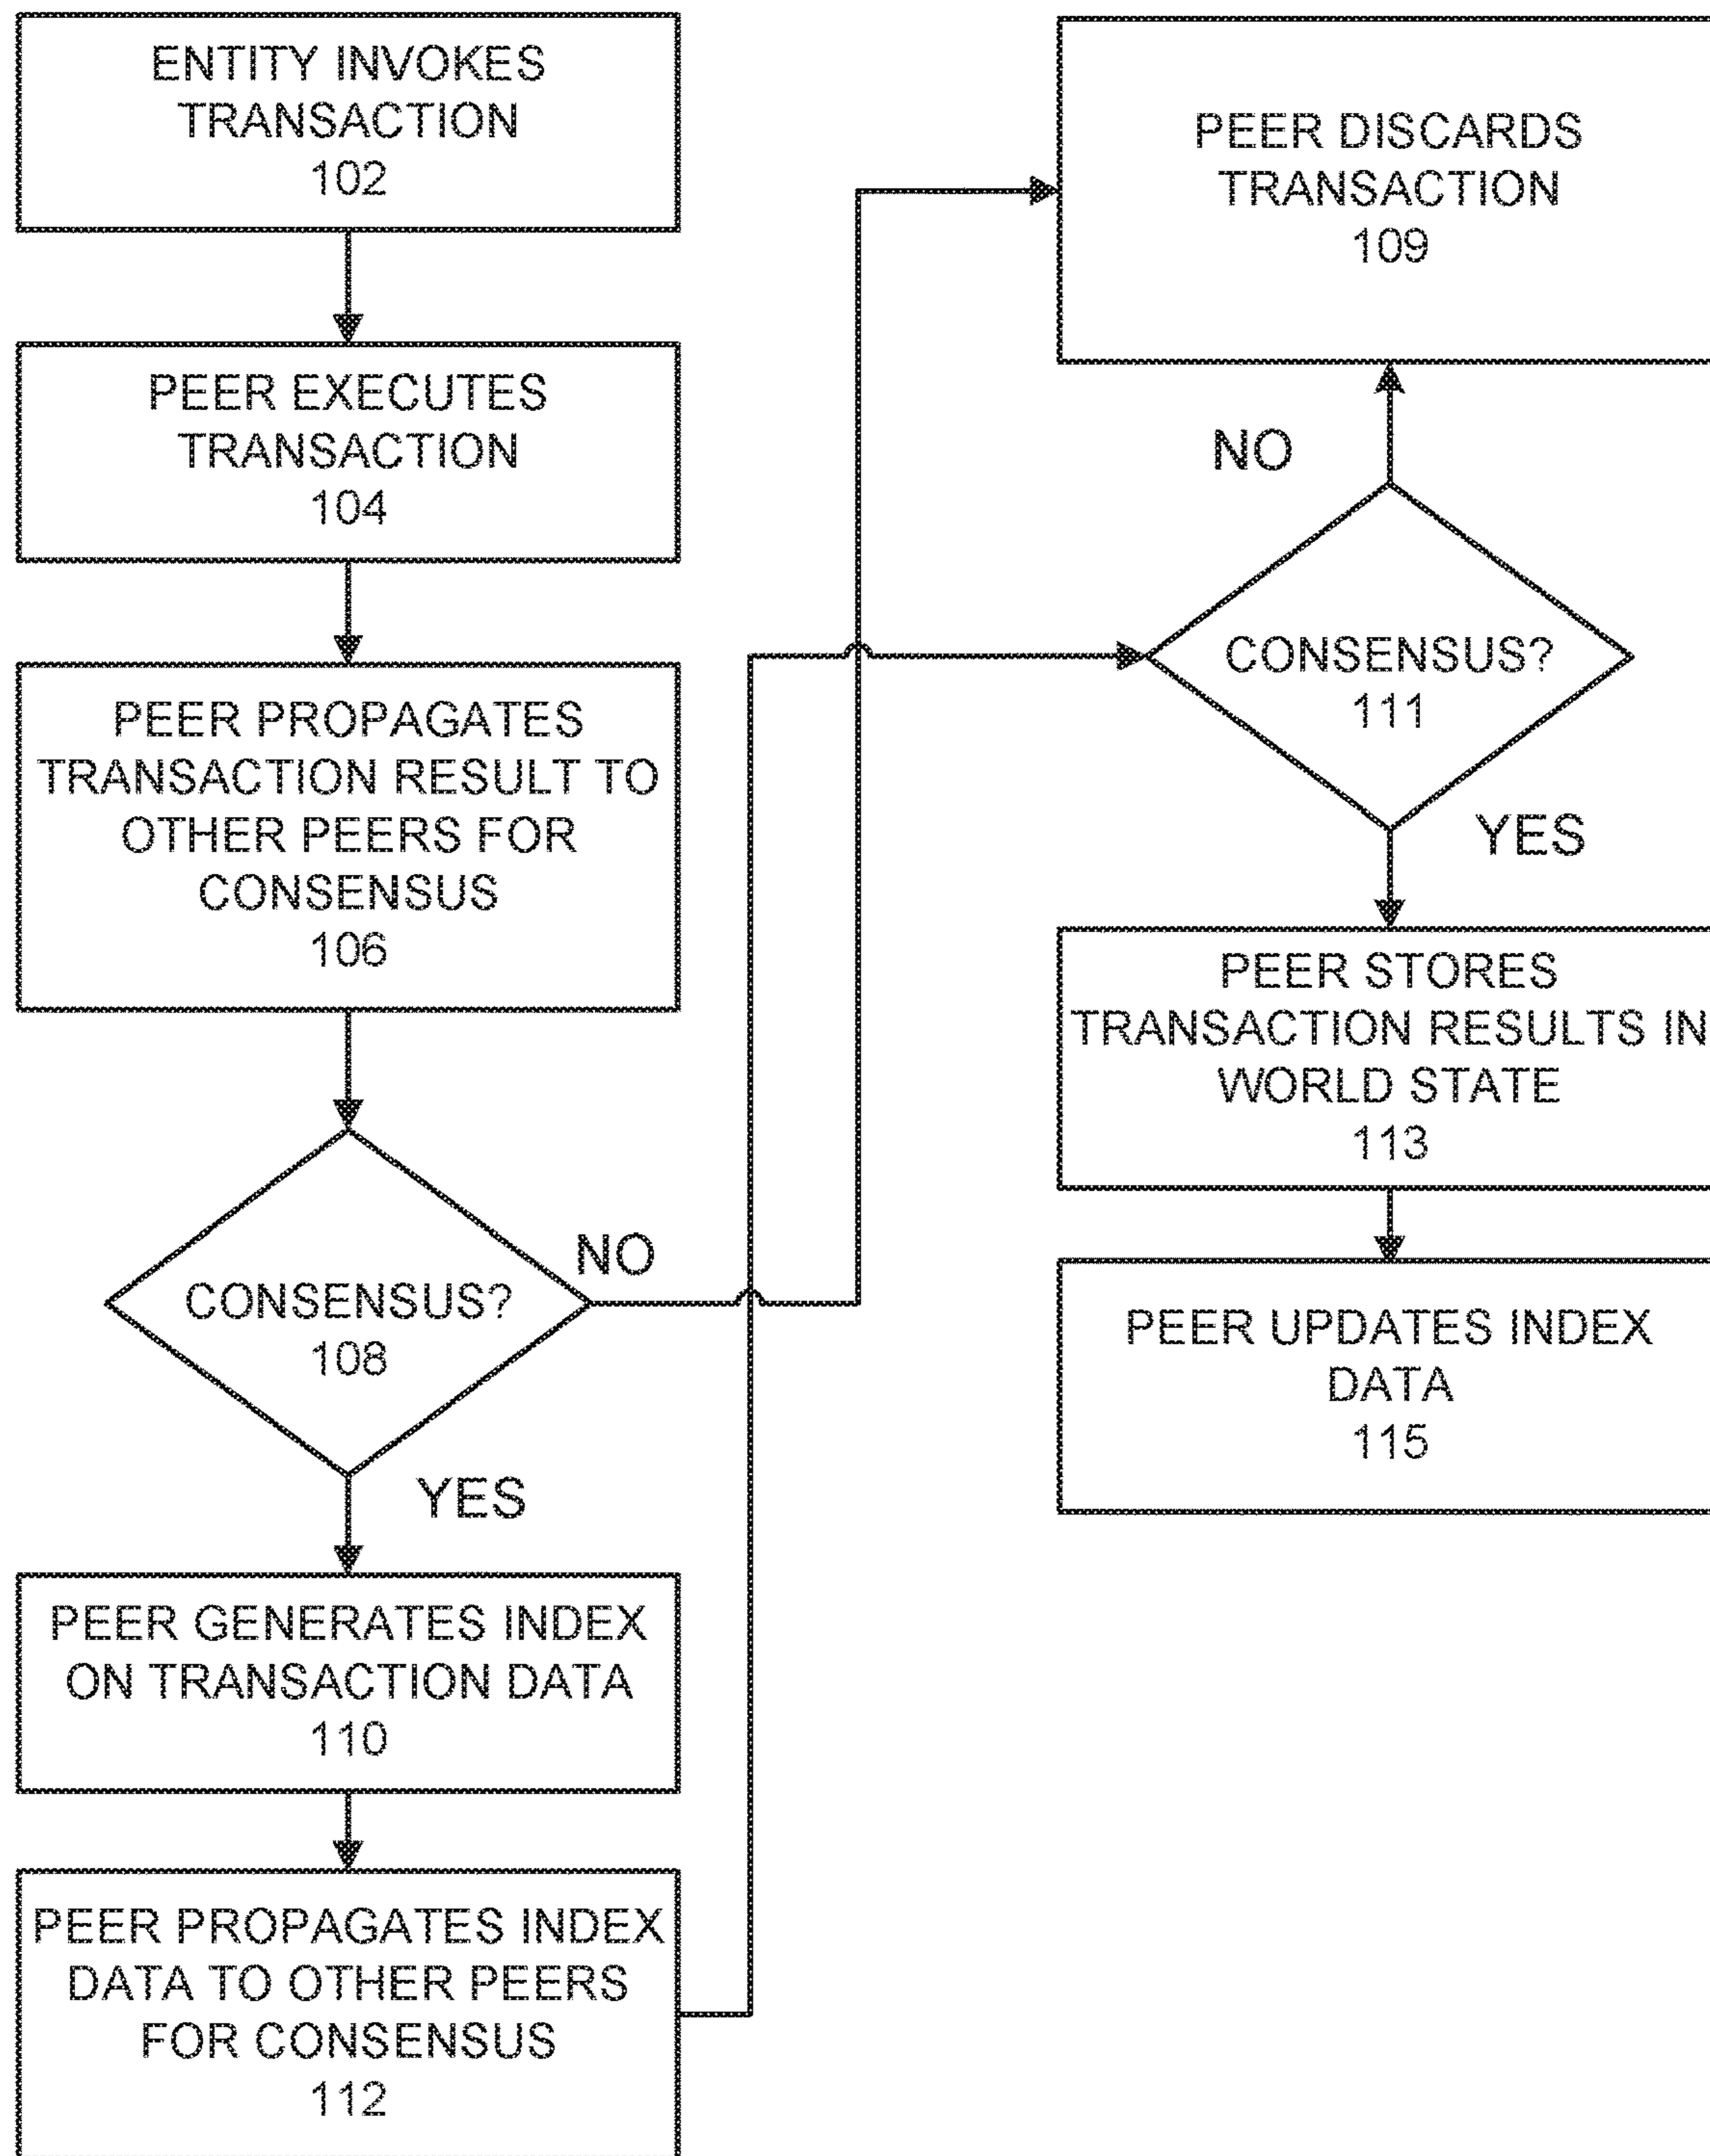 ENTITY INVOKES
TRANSACTION
102
PEER EXECUTES
TRANSACTION
104
PEER PROPAGATES
TRANSACTION RESULT TO
OTHER PEERS FOR
CONSENSUS
106
CONSENSUS?
108
NO
YES
PEER GENERATES INDEX
ON TRANSACTION DATA
110
PEER PROPAGATES INDEX
DATA TO OTHER PEERS
FOR CONSENSUS
112
PEER DISCARDS
TRANSACTION
109
NO
CONSENSUS?
111
YES
PEER STORES
TRANSACTION RESULTS IN
WORLD STATE
113
PEER UPDATES INDEX
DATA
115